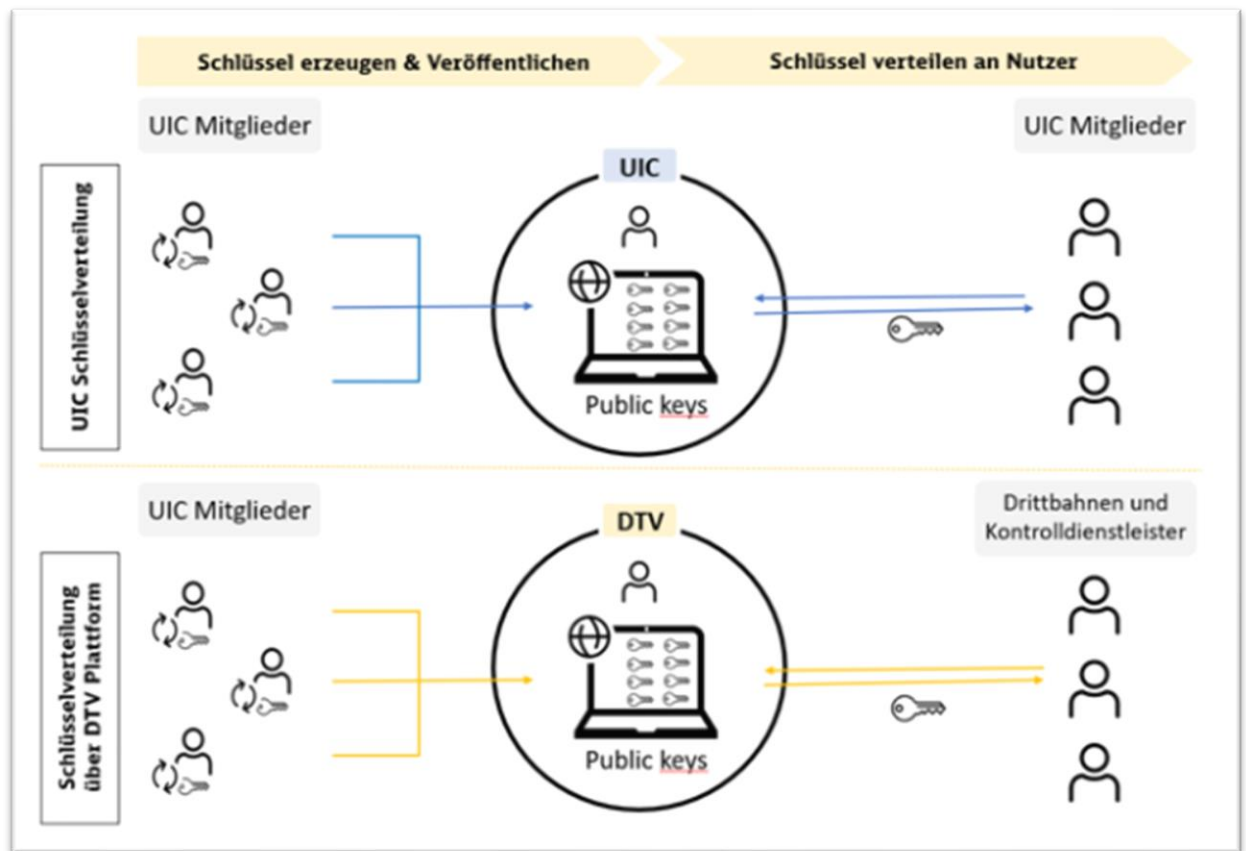 Schlüssel erzeugen & Veröffentlichen
Schlüssel verteilen an Nutzer
UIC Mitglieder
UIC Mitglieder
UIC Schlüsselverteilung
UIC
Public keys
UIC Mitglieder
Drittbahnen und
Kontrolldienstleister
Schlüsselverteilung
über DTV Plattform
DTV
Public keys